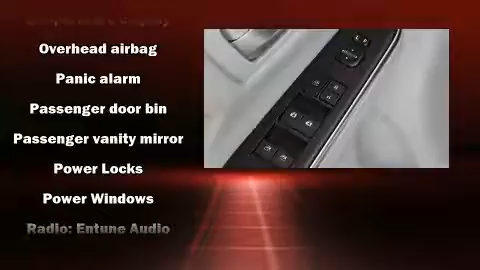 Overhead airbag
Panic alarm
Passenger door bin
Passenger vanity mirror
Power Locks
Power Windows
Radio: Entune Audio